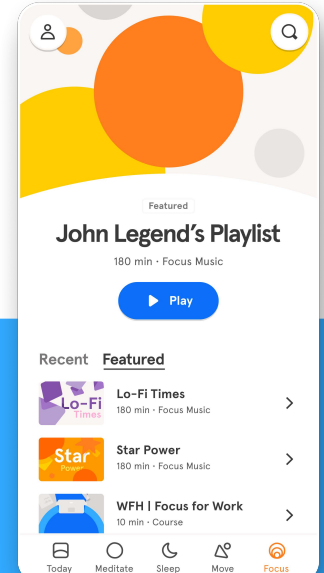 Featured
John Legend’s Playlist
180 min · Focus Music
Play
Recent Featured
Lo-Fi
Times
Lo-Fi Times
180 min · Focus Music
Star
Power
Star Power
180 min · Focus Music
WFH | Focus for Work
10 min · Course
Today Meditate Sleep Move Focus